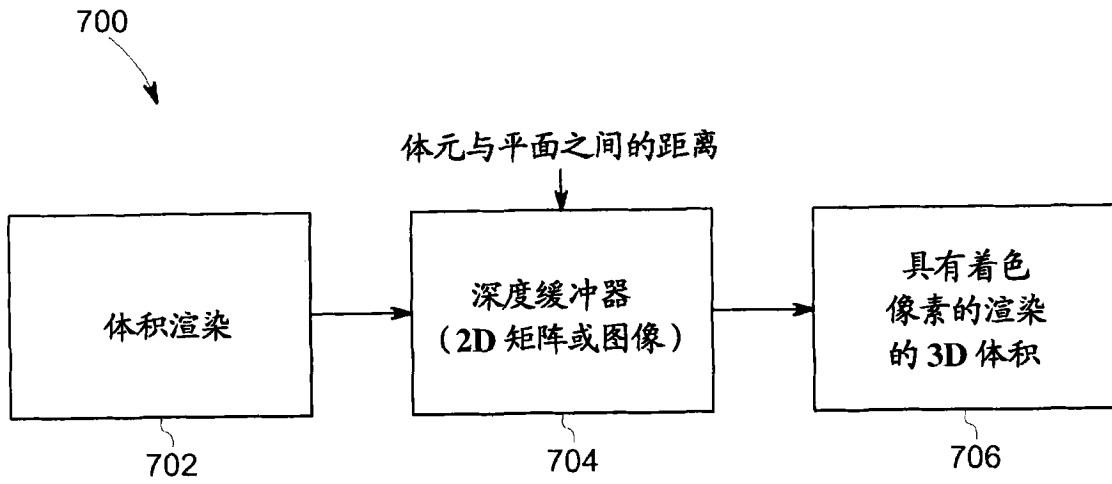 700
体元与平面之间的距离
体积渲染
深度缓冲器
（2D 矩阵或图像）
具有着色
像素的渲染
的 3D 体积
702
704
706